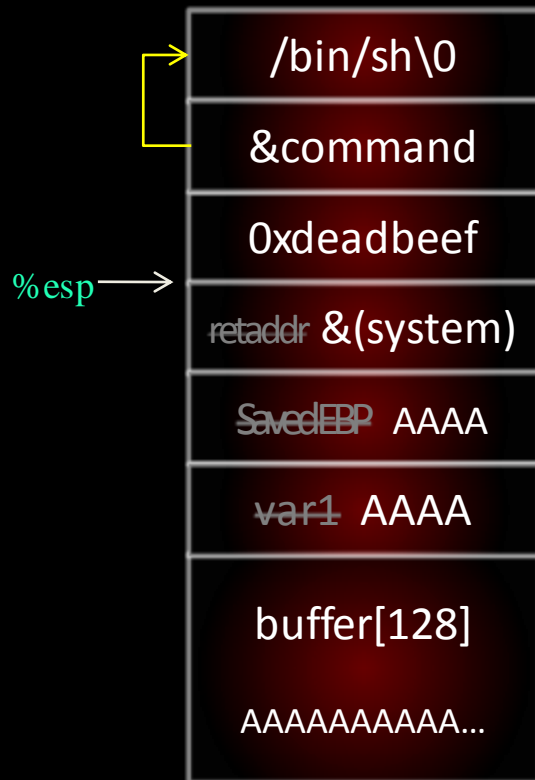 /bin/sh\0
&command
0xdeadbeef
%esp
retaddr &(system)
SavedEBP AAAA
var1 AAAA
buffer[128]
AAAAAAAAAA...